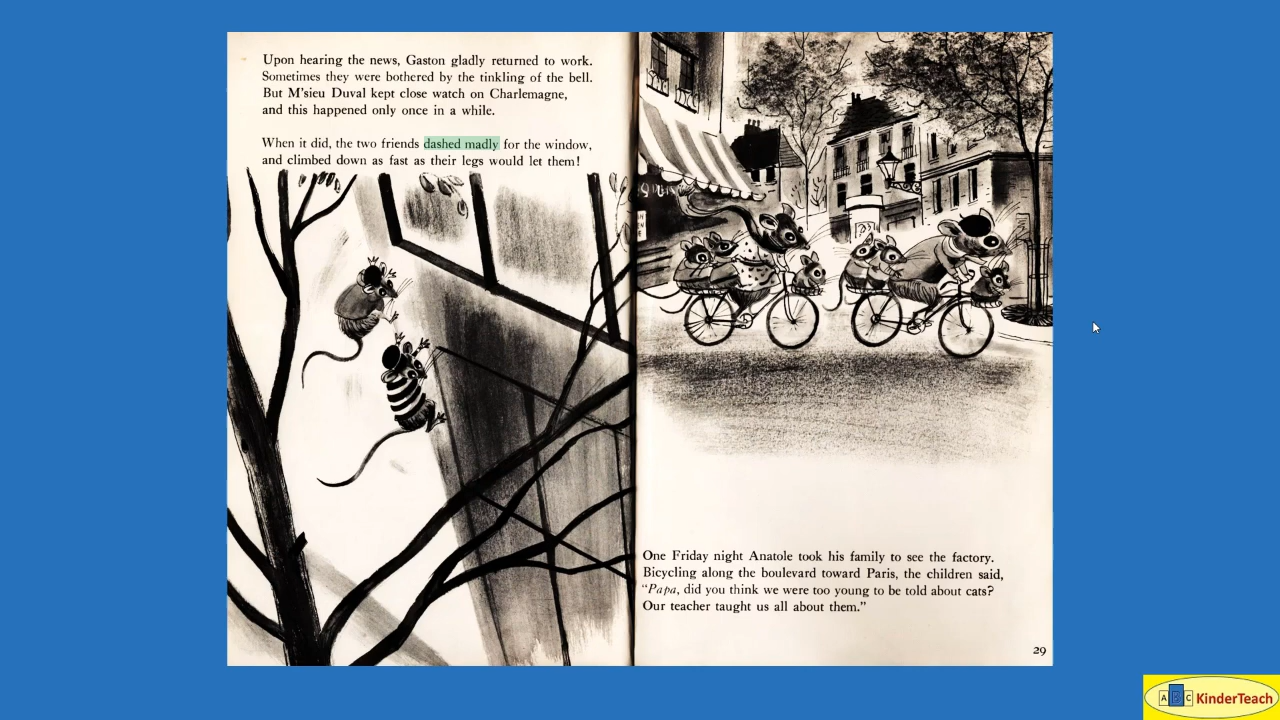 Upon hearing the news, Gaston gladly returned to work.
Sometimes they were bothered by the tinkling of the bell.
But M'sieu Duval kept close watch on Charlemagne,
and this happened only once in a while.
When it did, the two friends dashed madly for the window,
and climbed down as fast as their legs would let them!
One Friday night Anatole took his family to see the factory.
Bicycling along the boulevard toward Paris, the children said,
"Papa, did you think we were too young to be told about cats?
Our teacher taught us all about them."
29
ABC KinderTeach